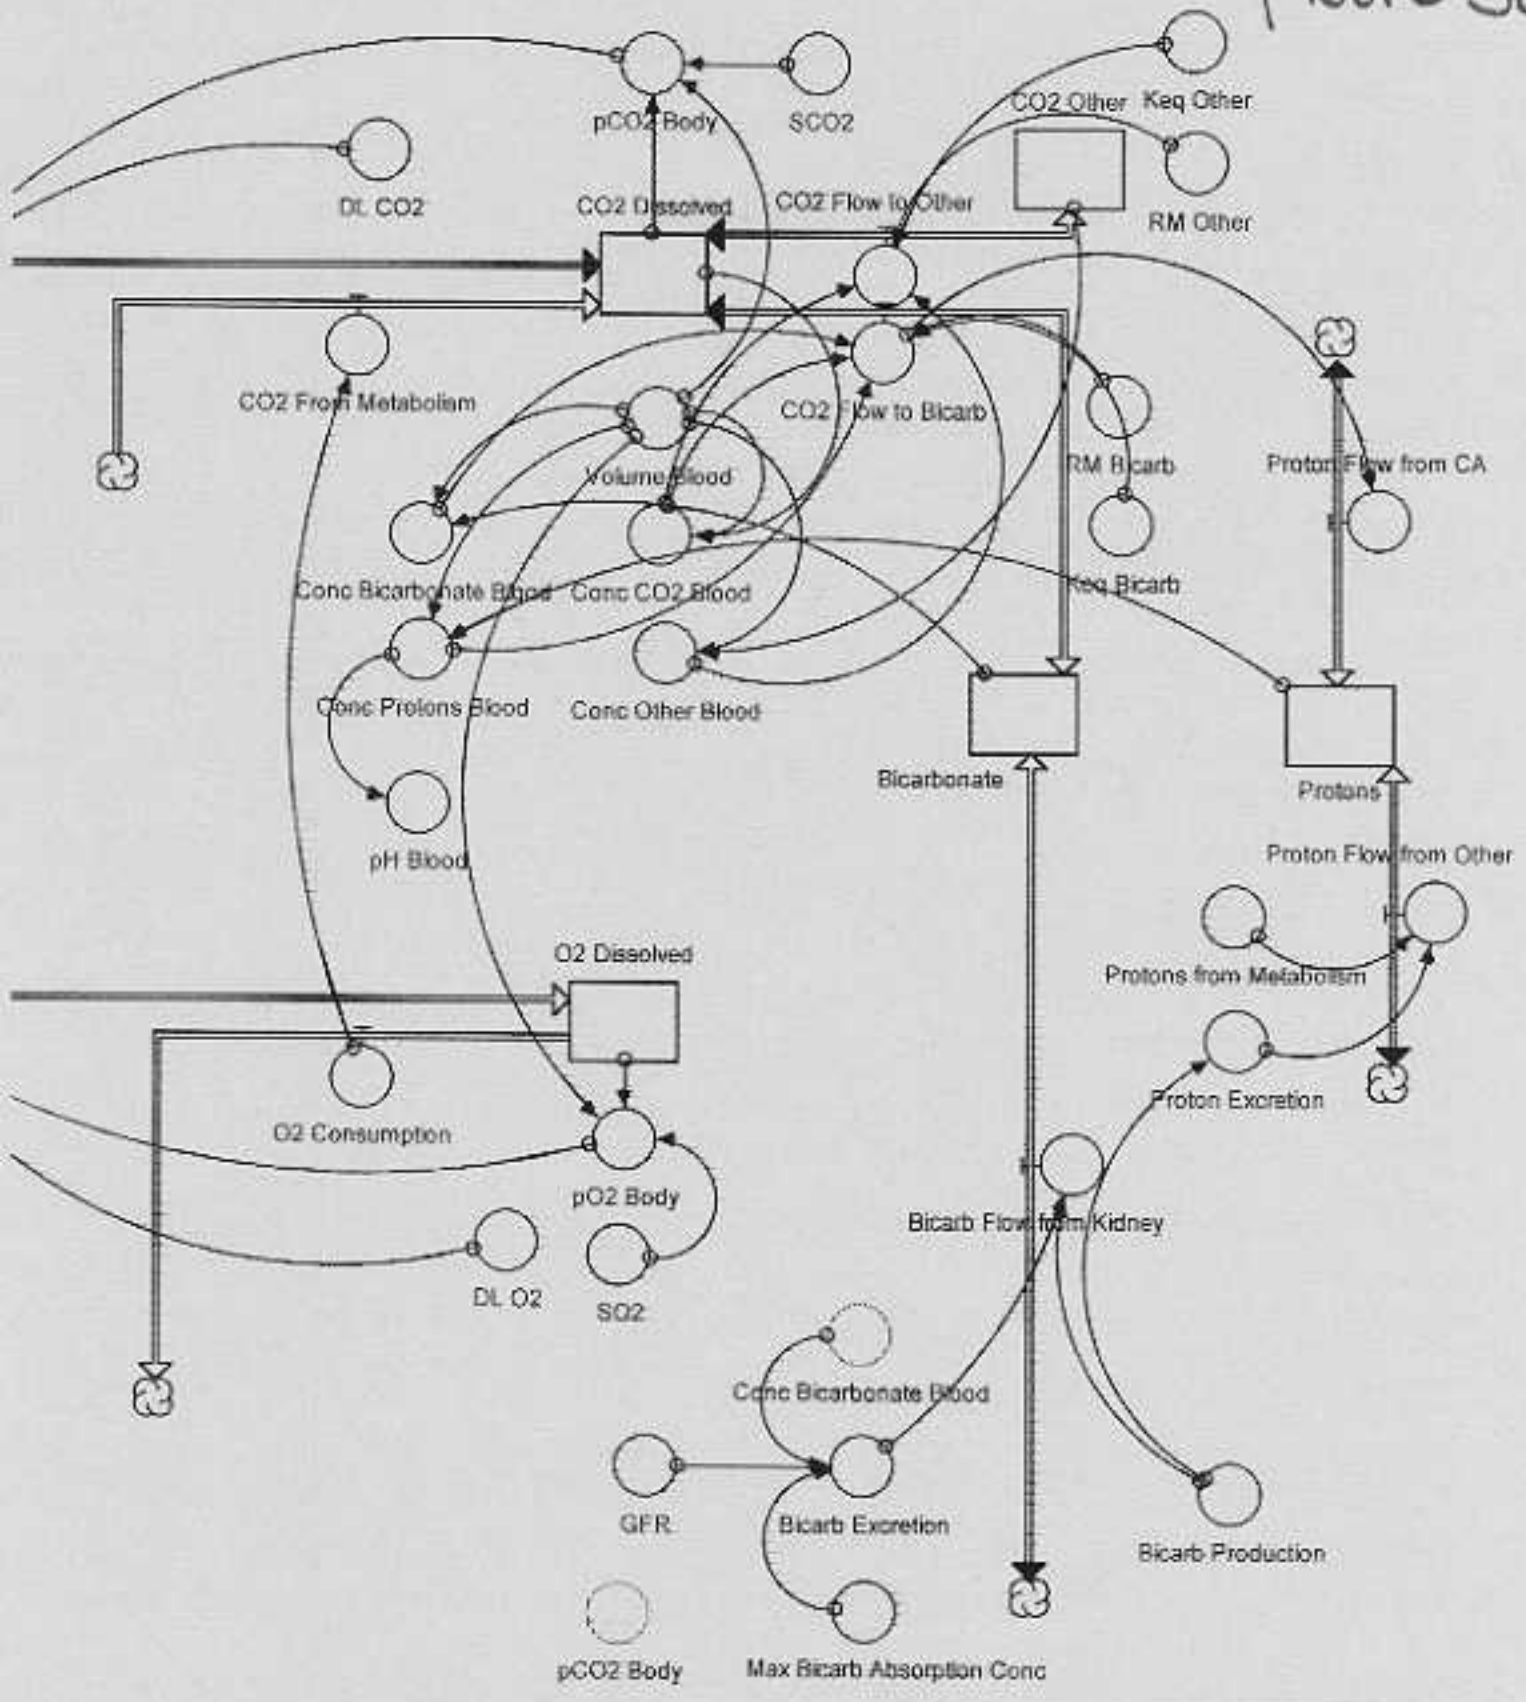 CO2 Other
Keq Other
pCO2 Body
SCO2
DL CO2
CO2 Dissolved
CO2 Flow to Other
RM Other
CO2 From Metabolism
CO2 Flow to Bicarb
Volume Blood
RM Bicarb
Proton Flow from CA
Conc Bicarbonate Blood
Conc CO2 Blood
Keq Bicarb
Conc Protons Blood
Conc Other Blood
Bicarbonate
Protons
pH Blood
Proton Flow from Other
O2 Dissolved
Protons from Metabolism
Proton Excretion
O2 Consumption
pO2 Body
Bicarb Flow from Kidney
DL O2
SO2
Conc Bicarbonate Blood
GFR
Bicarb Excretion
Bicarb Production
pCO2 Body
Max Bicarb Absorption Conc